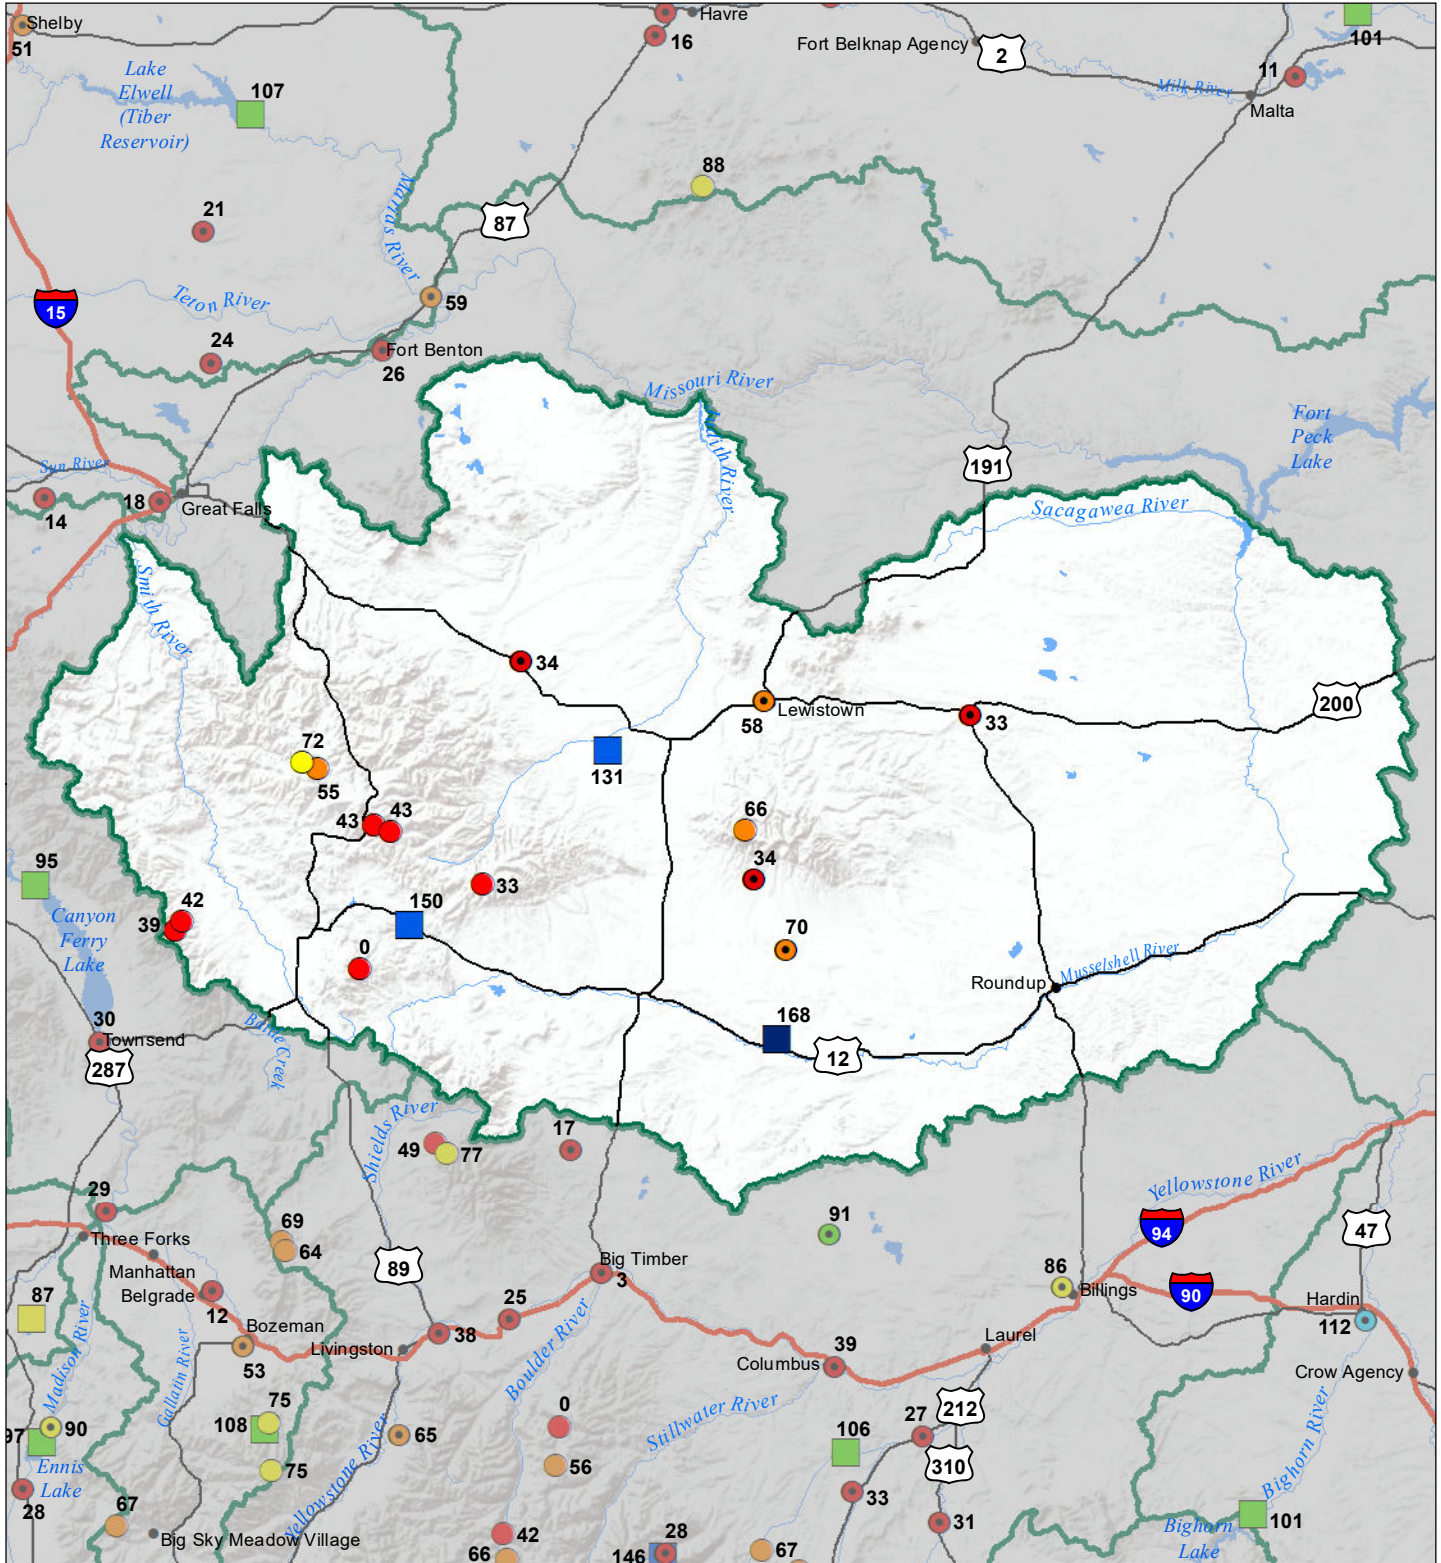 Shelby
51
Havre
16
Fort Belknap Agency
2
101
11
Milk River
Malta
Lake
Elwell
(Tiber
Reservoir)
107
88
21
Marias River
87
15
Teton River
59
24
Fort Benton
26
Missouri River
Judith River
Fort
Peck
Lake
191
Sun River
14
18
Great Falls
Sacagawea River
Smith River
34
58
Lewistown
33
200
72
55
131
43
43
66
34
33
95
Canyon
Ferry
Lake
42
39
150
0
70
Roundup
Musselshell River
30
Townsend
287
168
12
Shields River
49
77
17
29
Three Forks
69
64
Manhattan
Belgrade
12
89
Big Timber
3
91
Yellowstone River
94
47
86
Billings
90
Hardin
112
87
Madison River
Gallatin River
Bozeman
53
Livingston
38
25
Boulder River
Columbus
39
Laurel
Crow Agency
90
97
Ennis
Lake
28
75
108
75
65
Yellowstone River
0
56
Stillwater River
106
27
212
310
33
31
Bighorn River
101
Bighorn
Lake
67
Big Sky Meadow Village
42
66
28
146
67